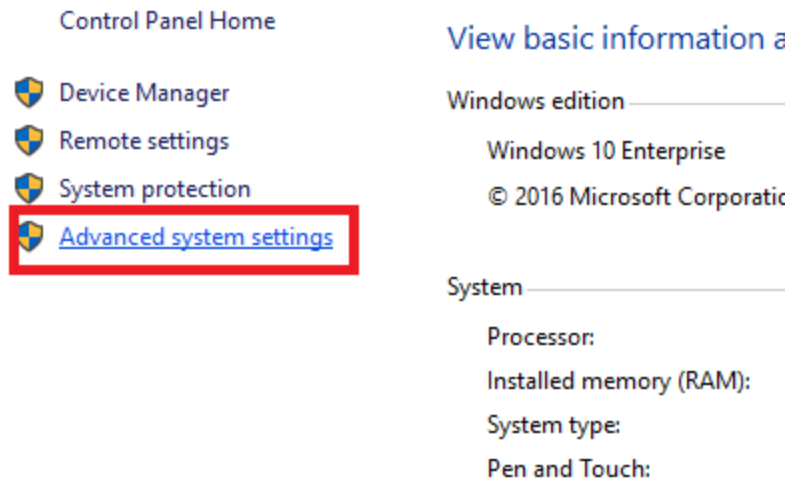 Control Panel Home
Device Manager
Remote settings
System protection
Advanced system settings
View basic information a
Windows edition
Windows 10 Enterprise
© 2016 Microsoft Corporatio
System
Processor:
Installed memory (RAM):
System type:
Pen and Touch: